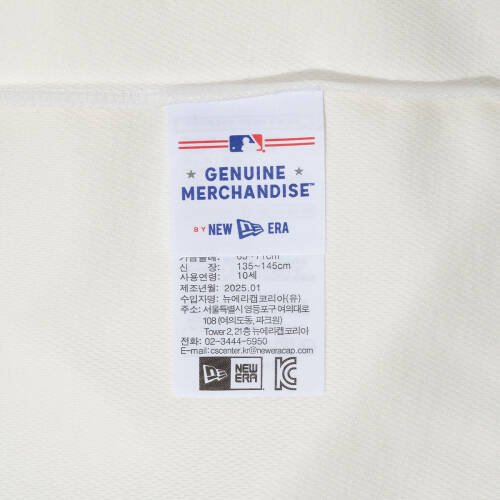 GENUINE
MERCHANDISE™
BY NEW ERA
신 장: 135~145cm
사용연령: 10세
제조년월: 2025.01
수입자명: 뉴에라캡코리아(유)
주소: 서울특별시 영등포구 여의대로
108 (여의도동, 파크원)
Tower 2, 21층 뉴에라캡코리아
전화: 02-3444-5950
E-mail:cscenter.kr@neweracap.com
NEW
ERA